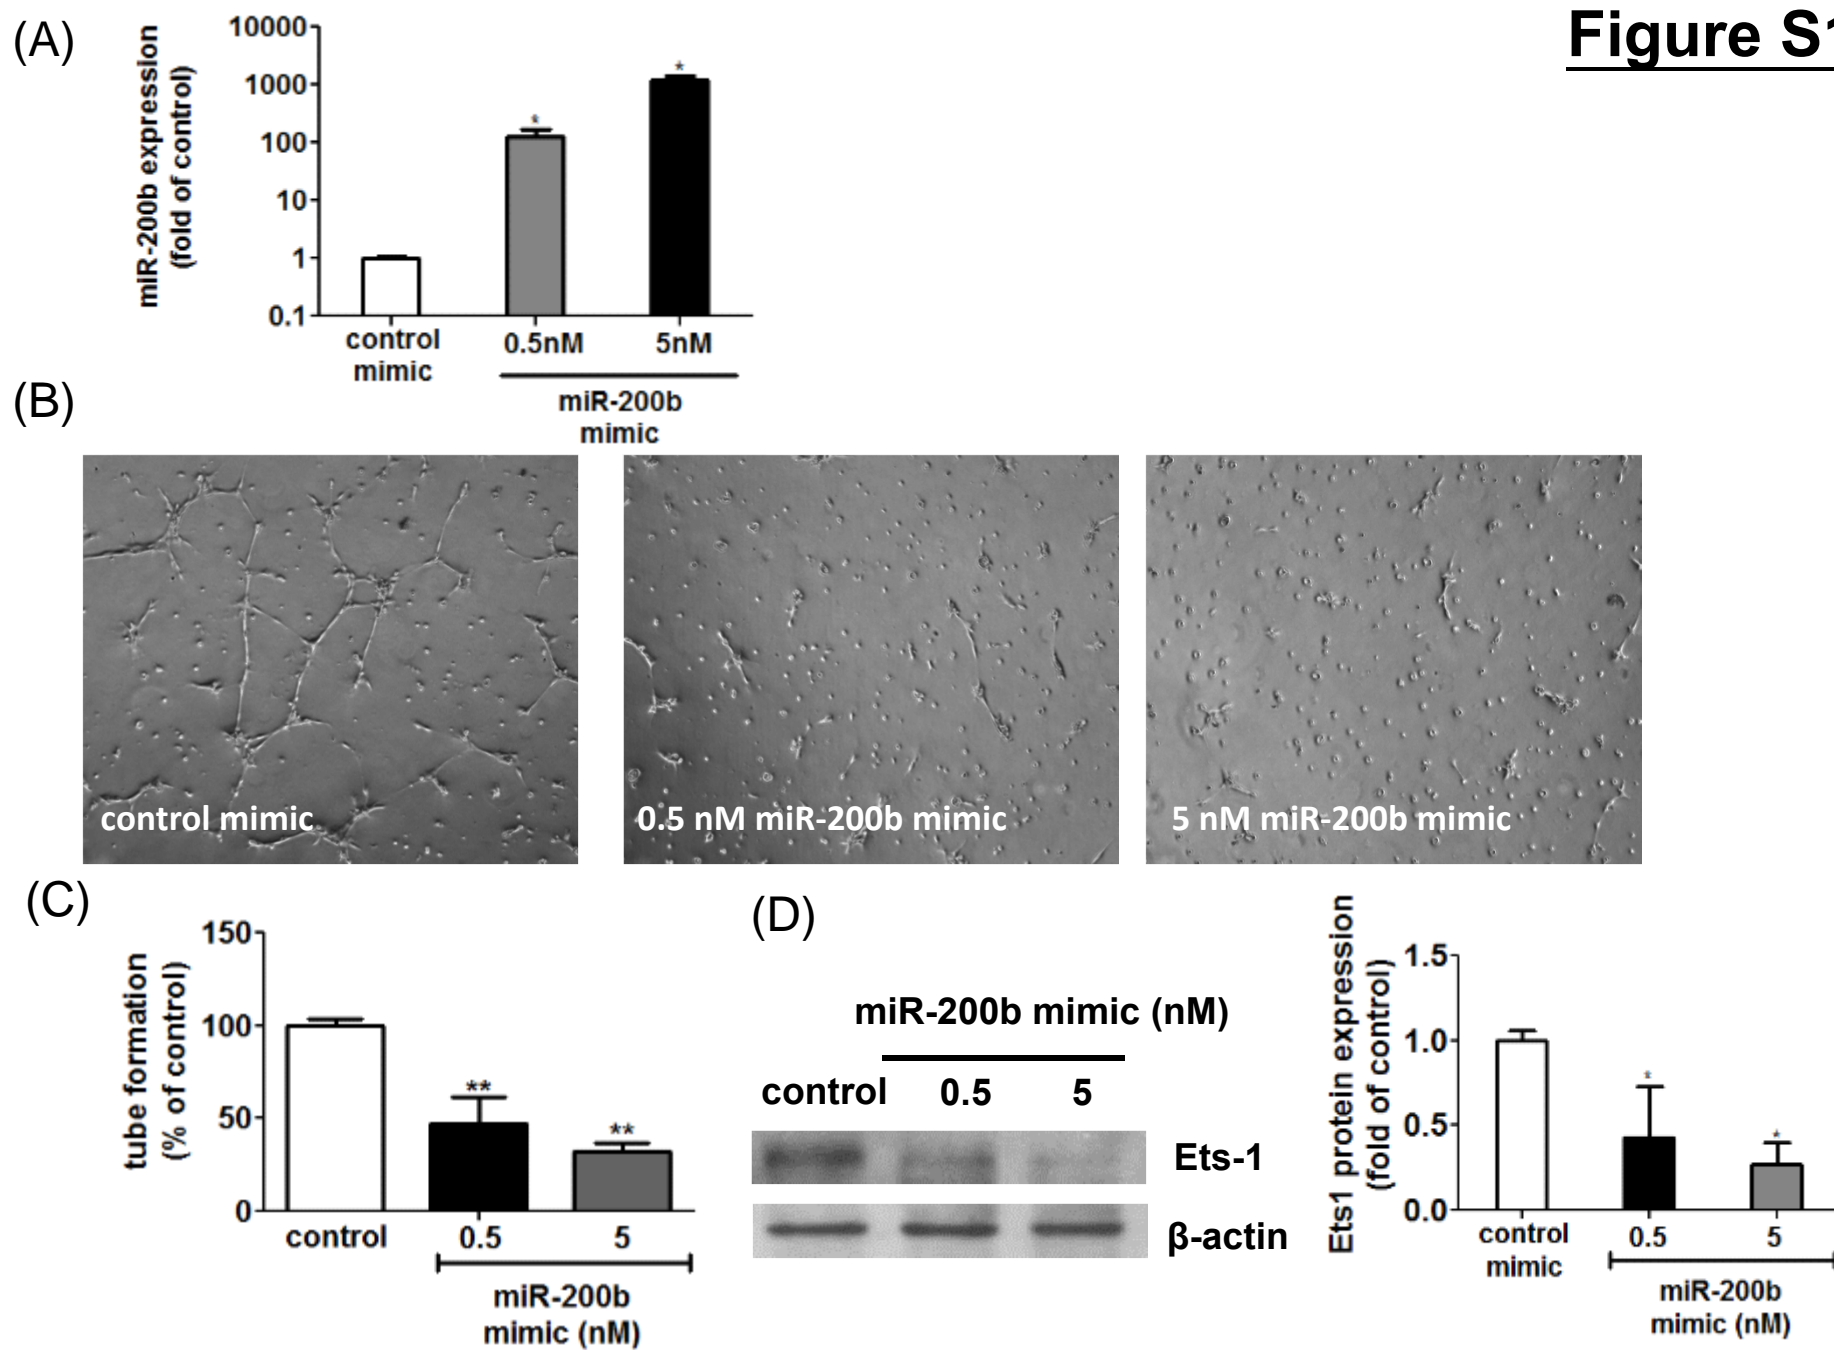 Figure S
(A)
miR-200b expression
(fold of control)
10000
1000
100
10
1
0.1
*
*
control
mimic
0.5nM
5nM
miR-200b
mimic
(B)
control mimic
0.5 nM miR-200b mimic
5 nM miR-200b mimic
(C)
tube formation
(% of control)
150
100
50
0
**
**
control
0.5
5
miR-200b
mimic (nM)
(D)
miR-200b mimic (nM)
control 0.5 5
Ets-1
β-actin
Ets1 protein expression
(fold of control)
1.5
1.0
0.5
0.0
*
*
control
mimic
0.5
5
miR-200b
mimic (nM)